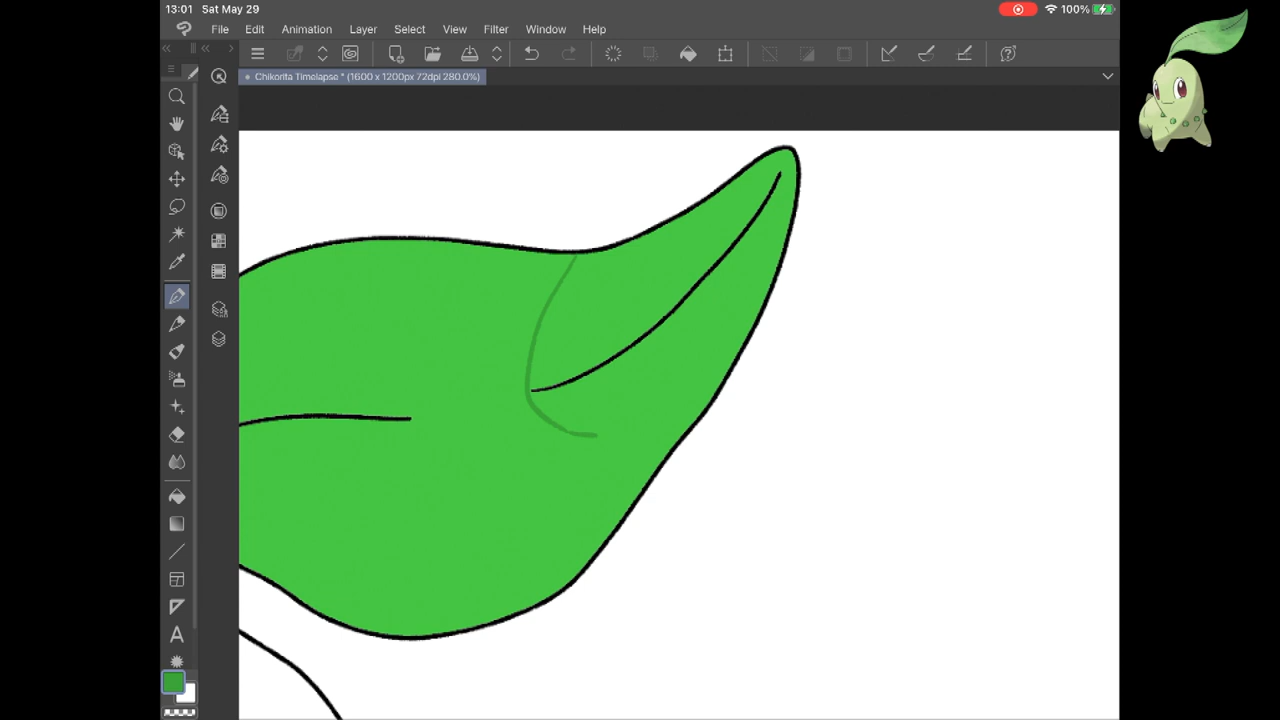 13:01 Sat May 29 100%
File Edit Animation Layer Select View Filter Window Help
Chikorita Timelapse * (1600 x 1200px 72dpi 280.0%)